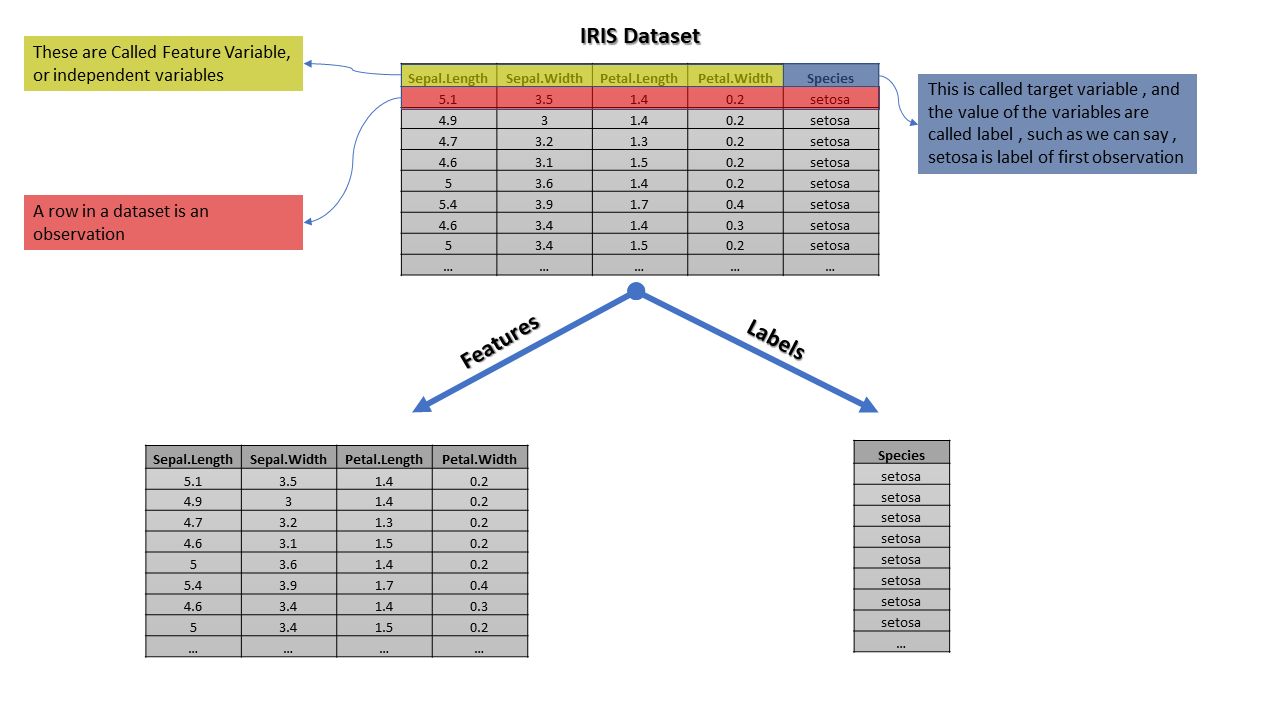 IRIS Dataset
These are Called Feature Variable,
or independent variables
Sepal.Length Sepal.Width Petal.Length Petal.Width Species
5.1 3.5 1.4 0.2 setosa
4.9 3 1.4 0.2 setosa
4.7 3.2 1.3 0.2 setosa
4.6 3.1 1.5 0.2 setosa
5 3.6 1.4 0.2 setosa
5.4 3.9 1.7 0.4 setosa
4.6 3.4 1.4 0.3 setosa
5 3.4 1.5 0.2 setosa
... ... ... ... ...
This is called target variable , and
the value of the variables are
called label , such as we can say ,
setosa is label of first observation
A row in a dataset is an
observation
Features
Labels
Sepal.Length Sepal.Width Petal.Length Petal.Width
5.1 3.5 1.4 0.2
4.9 3 1.4 0.2
4.7 3.2 1.3 0.2
4.6 3.1 1.5 0.2
5 3.6 1.4 0.2
5.4 3.9 1.7 0.4
4.6 3.4 1.4 0.3
5 3.4 1.5 0.2
... ... ... ...
Species
setosa
setosa
setosa
setosa
setosa
setosa
setosa
setosa
...